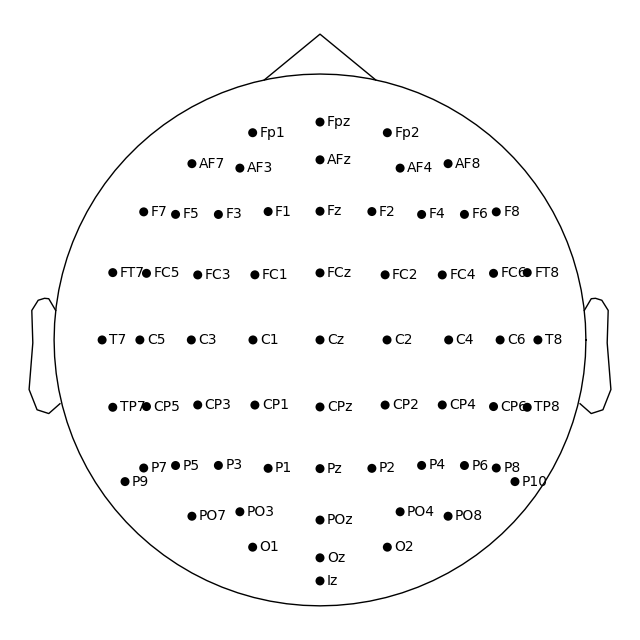 Fpz
Fp1 Fp2
AFz
AF7 AF3 AF4 AF8
F7 F5 F3 F1 Fz F2 F4 F6 F8
FT7 FC5 FC3 FC1 FCz FC2 FC4 FC6 FT8
T7 C5 C3 C1 Cz C2 C4 C6 T8
TP7 CP5 CP3 CP1 CPz CP2 CP4 CP6 TP8
P7 P5 P3 P1 Pz P2 P4 P6 P8
P9 P10
PO7 PO3 POz PO4 PO8
O1 O2
Oz
Iz